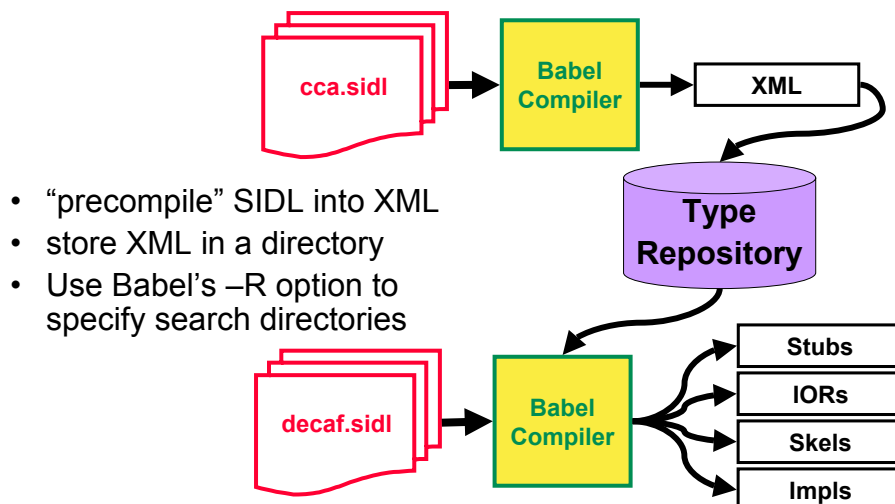 cca.sidl
Babel
Compiler
XML
• “precompile” SIDL into XML
• store XML in a directory
• Use Babel’s –R option to
specify search directories
Type
Repository
decaf.sidl
Babel
Compiler
Stubs
IORs
Skels
Impls